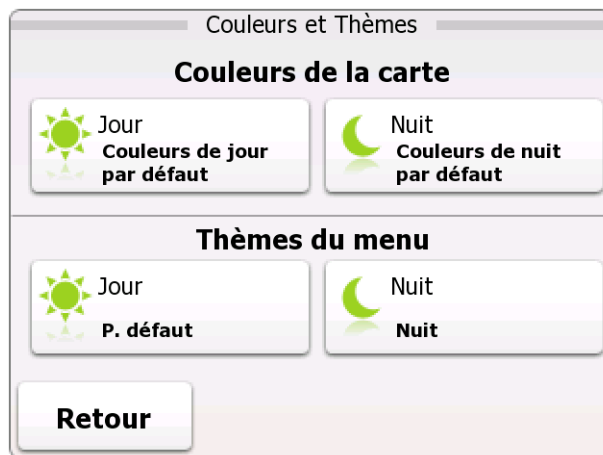 Couleurs et Thèmes
Couleurs de la carte
Jour
Couleurs de jour
par défaut
Nuit
Couleurs de nuit
par défaut
Thèmes du menu
Jour
P. défaut
Nuit
Nuit
Retour